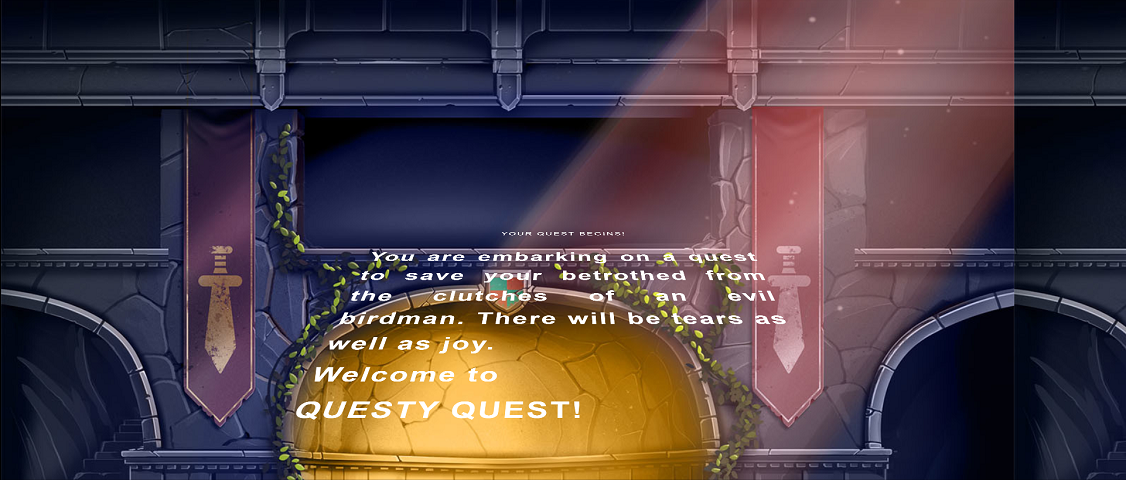 YOUR QUEST BEGINS!
You are embarking on a quest
to save your betrothed from
the clutches of an evil
birdman. There will be tears as
well as joy.
Welcome to
QUESTY QUEST!